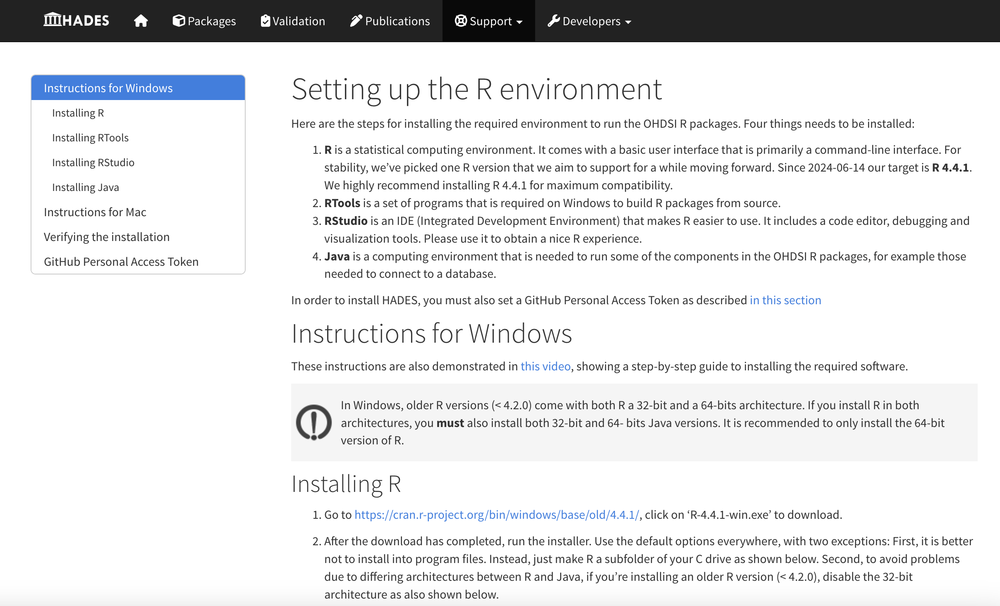 HADES Packages Validation Publications Support Developers
Instructions for Windows
Installing R
Installing RTools
Installing RStudio
Installing Java
Instructions for Mac
Verifying the installation
GitHub Personal Access Token
Setting up the R environment
Here are the steps for installing the required environment to run the OHDSI R packages. Four things needs to be installed:
1. R is a statistical computing environment. It comes with a basic user interface that is primarily a command-line interface. For
stability, we’ve picked one R version that we aim to support for a while moving forward. Since 2024-06-14 our target is R 4.4.1.
We highly recommend installing R 4.4.1 for maximum compatibility.
2. RTools is a set of programs that is required on Windows to build R packages from source.
3. RStudio is an IDE (Integrated Development Environment) that makes R easier to use. It includes a code editor, debugging and
visualization tools. Please use it to obtain a nice R experience.
4. Java is a computing environment that is needed to run some of the components in the OHDSI R packages, for example those
needed to connect to a database.
In order to install HADES, you must also set a GitHub Personal Access Token as described in this section
Instructions for Windows
These instructions are also demonstrated in this video, showing a step-by-step guide to installing the required software.
In Windows, older R versions (< 4.2.0) come with both R a 32-bit and a 64-bits architecture. If you install R in both
architectures, you must also install both 32-bit and 64- bits Java versions. It is recommended to only install the 64-bit
version of R.
Installing R
1. Go to https://cran.r-project.org/bin/windows/base/old/4.4.1/, click on ‘R-4.4.1-win.exe’ to download.
2. After the download has completed, run the installer. Use the default options everywhere, with two exceptions: First, it is better
not to install into program files. Instead, just make R a subfolder of your C drive as shown below. Second, to avoid problems
due to differing architectures between R and Java, if you’re installing an older R version (< 4.2.0), disable the 32-bit
architecture as also shown below.